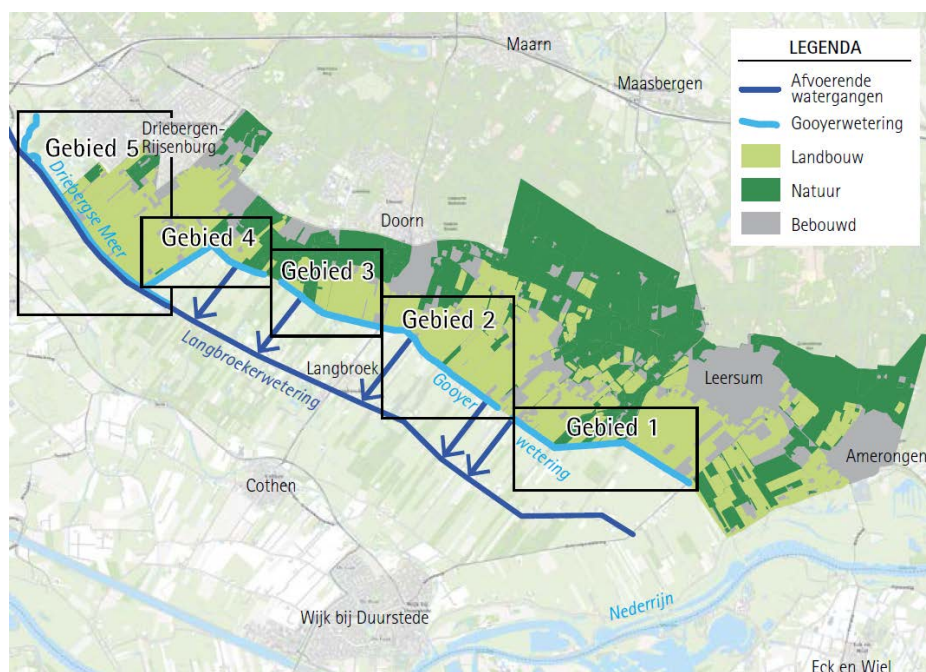 Maarn
Maasbergen
LEGENDA
Afvoerende
watergangen
Gooyerwetering
Landbouw
Natuur
Bebouwd
Driebergen-
Rijsenburg
Gebied 5
Driebergse Meer
Doorn
Gebied 4
Gebied 3
Gebied 2
Langbroekerwetering
Langbroek
Gooyer
wetering
Leersum
Gebied 1
Amerongen
Cothen
Wijk bij Duurstede
Nederrijn
Eck en Wiel